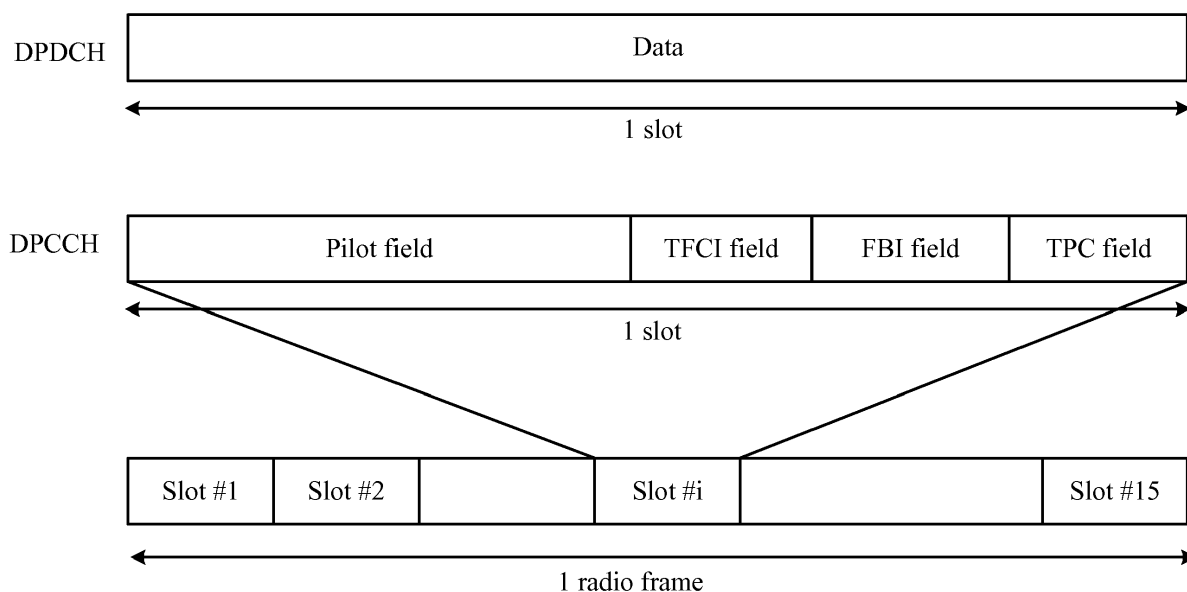 DPDCH
Data
1 slot
DPCCH
Pilot field
TFCI field
FBI field
TPC field
1 slot
Slot #1
Slot #2
Slot #i
Slot #15
1 radio frame